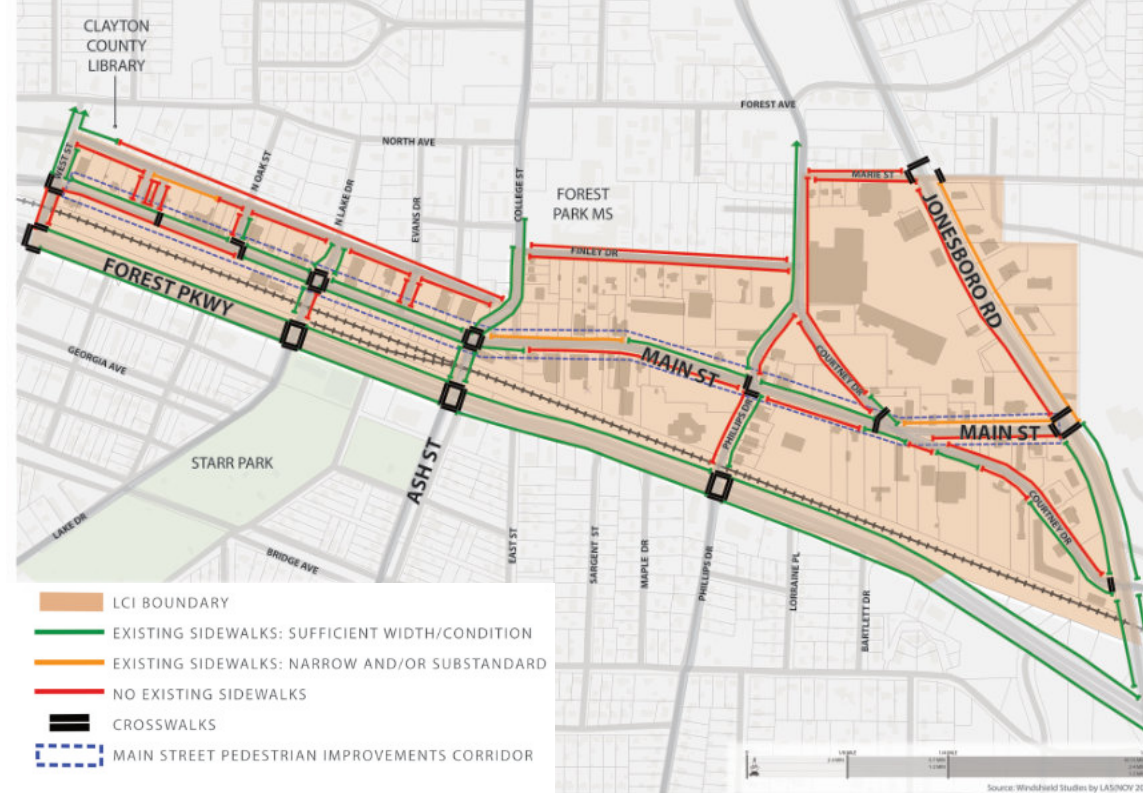 CLAYTON
COUNTY
LIBRARY
FOREST AVE
NORTH AVE
WEST ST
N OAK ST
N LAKE DR
EVANS DR
COLLEGE ST
FOREST
PARK MS
MARIE ST
JONESBORO RD
FINLEY DR
FOREST PKWY
MAIN ST
COURTNEY DR
MAIN ST
GEORGIA AVE
PHILLIPS DR
STARR PARK
ASH ST
COURTNEY DR
LAKE DR
BRIDGE AVE
EAST ST
SARGENT ST
MAPLE DR
PHILLIPS DR
LORRAINE PL
BARTLETT DR
LCI BOUNDARY
EXISTING SIDEWALKS: SUFFICIENT WIDTH/CONDITION
EXISTING SIDEWALKS: NARROW AND/OR SUBSTANDARD
NO EXISTING SIDEWALKS
CROSSWALKS
MAIN STREET PEDESTRIAN IMPROVEMENTS CORRIDOR
Source: Windshield Studies by LAS(NOV 20